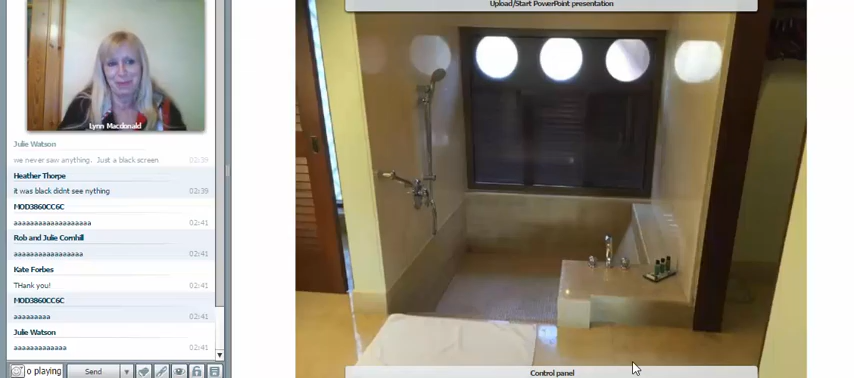 Upload/Start PowerPoint presentation
Lynn Macdonald
Julie Watson
we never saw anything. Just a black screen 02:39
Heather Thorpe
it was black didnt see nything 02:39
MOD3860CC6C
aaaaaaaaaaaaaaaaaa 02:41
Rob and Julie Cornhill
aaaaaaaaaaaaaaaa 02:41
Kate Forbes
THank you! 02:41
MOD3860CC6C
aaaaaaaaa 02:41
Julie Watson
aaaaaaaaaaaaa 02:41
o playing
Send
Control panel